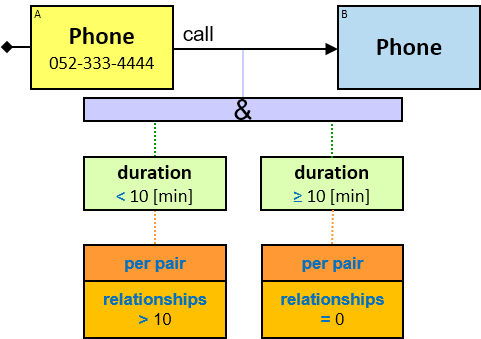 A
Phone
052-333-4444
call
B
Phone
&
duration
< 10 [min]
duration
≥ 10 [min]
per pair
relationships
> 10
per pair
relationships
= 0